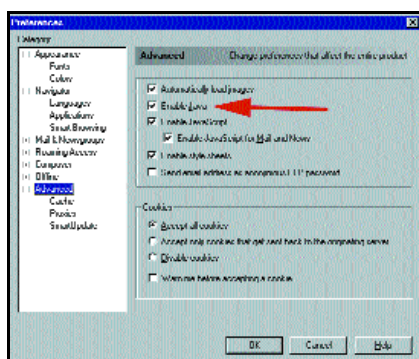 Preferences
Category:
Appearance
Fonts
Colors
Navigator
Languages
Applications
Smart Browsing
Mail & Newsgroups
Roaming Access
Composer
Offline
Advanced
Cache
Proxies
SmartUpdate
Advanced Change preferences that affect the entire product
Automatically load images
Enable Java
Enable JavaScript
Enable JavaScript for Mail and News
Enable style sheets
Send email address as anonymous FTP password
Cookies
Accept all cookies
Accept only cookies that get sent back to the originating server
Disable cookies
Warn me before accepting a cookie
OK Cancel Help